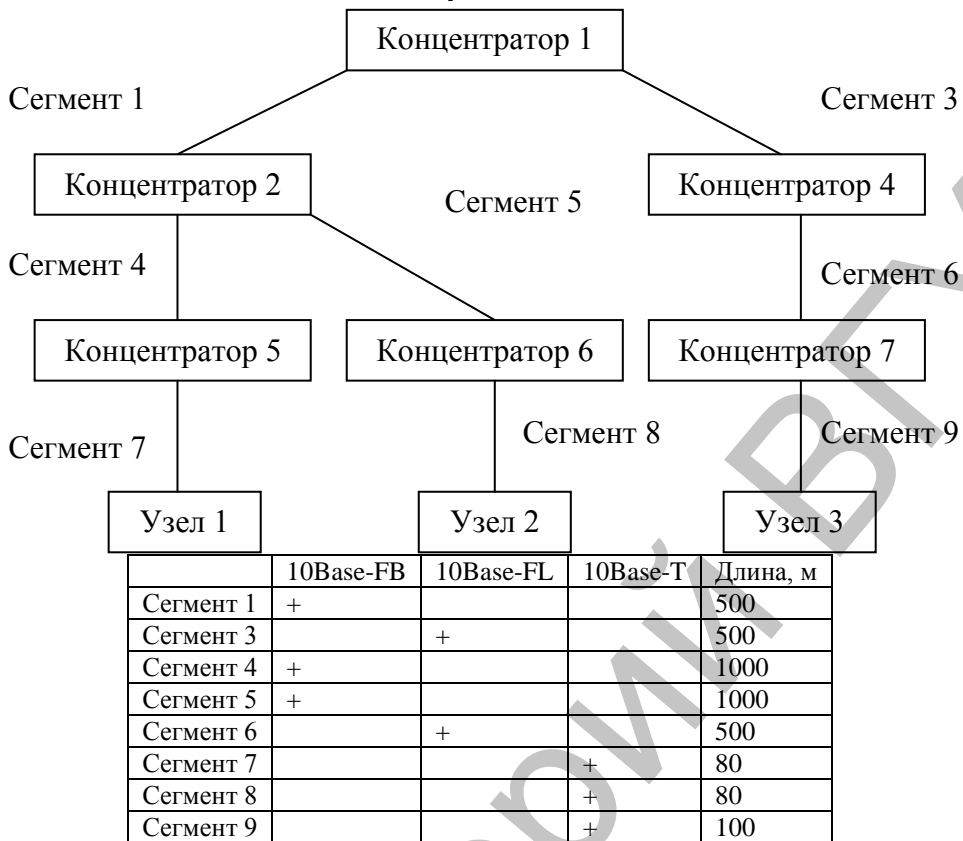 Концентратор 1
Сегмент 1
Сегмент 3
Концентратор 2
Сегмент 5
Концентратор 4
Сегмент 4
Сегмент 6
Концентратор 5
Концентратор 6
Концентратор 7
Сегмент 7
Сегмент 8
Сегмент 9
Узел 1
Узел 2
Узел 3
10Base-FB 10Base-FL 10Base-T Длина, м
Сегмент 1 + 500
Сегмент 3 + 500
Сегмент 4 + 1000
Сегмент 5 + 1000
Сегмент 6 + 500
Сегмент 7 + 80
Сегмент 8 + 80
Сегмент 9 + 100